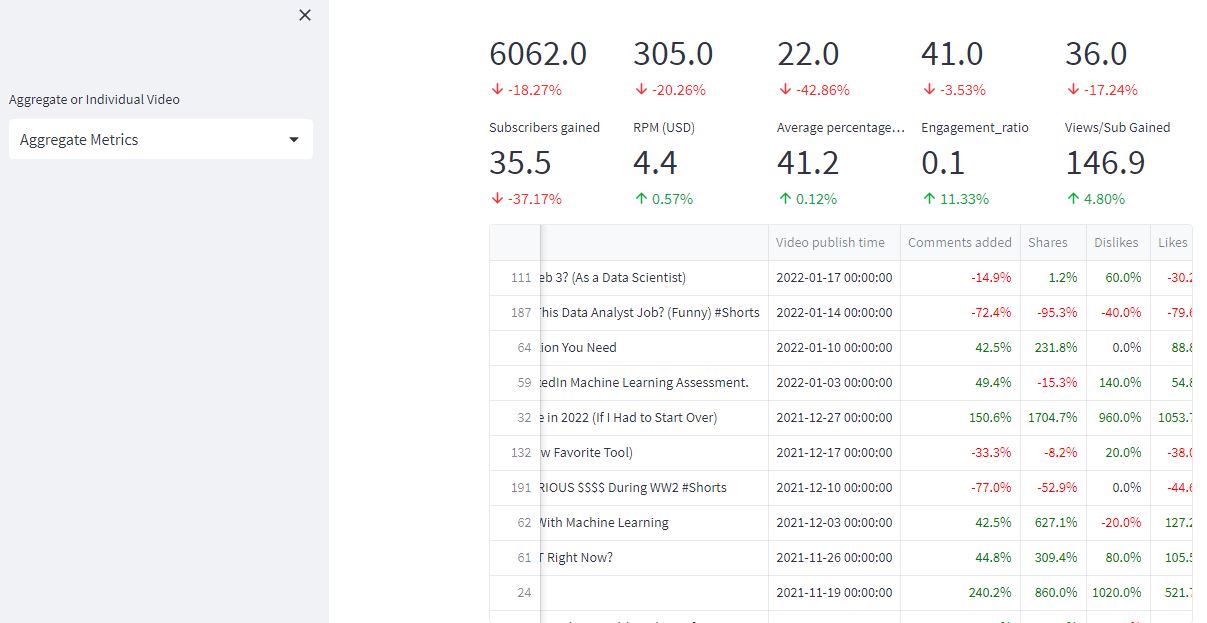 ×
Aggregate or Individual Video
Aggregate Metrics
6062.0 305.0 22.0 41.0 36.0
↓ -18.27% ↓ -20.26% ↓ -42.86% ↓ -3.53% ↓ -17.24%
Subscribers gained RPM (USD) Average percentage... Engagement_ratio Views/Sub Gained
35.5 4.4 41.2 0.1 146.9
↓ -37.17% ↑ 0.57% ↑ 0.12% ↑ 11.33% ↑ 4.80%
Video publish time Comments added Shares Dislikes Likes
111 eb 3? (As a Data Scientist) 2022-01-17 00:00:00 -14.9% 1.2% 60.0% -30.2
187 This Data Analyst Job? (Funny) #Shorts 2022-01-14 00:00:00 -72.4% -95.3% -40.0% -79.6
64 ion You Need 2022-01-10 00:00:00 42.5% 231.8% 0.0% 88.8
59 kedIn Machine Learning Assessment. 2022-01-03 00:00:00 49.4% -15.3% 140.0% 54.8
32 e in 2022 (If I Had to Start Over) 2021-12-27 00:00:00 150.6% 1704.7% 960.0% 1053.7
132 w Favorite Tool) 2021-12-17 00:00:00 -33.3% -8.2% 20.0% -38.0
191 RIOUS $$$$ During WW2 #Shorts 2021-12-10 00:00:00 -77.0% -52.9% 0.0% -44.6
62 With Machine Learning 2021-12-03 00:00:00 42.5% 627.1% -20.0% 127.2
61 T Right Now? 2021-11-26 00:00:00 44.8% 309.4% 80.0% 105.5
24 2021-11-19 00:00:00 240.2% 860.0% 1020.0% 521.7